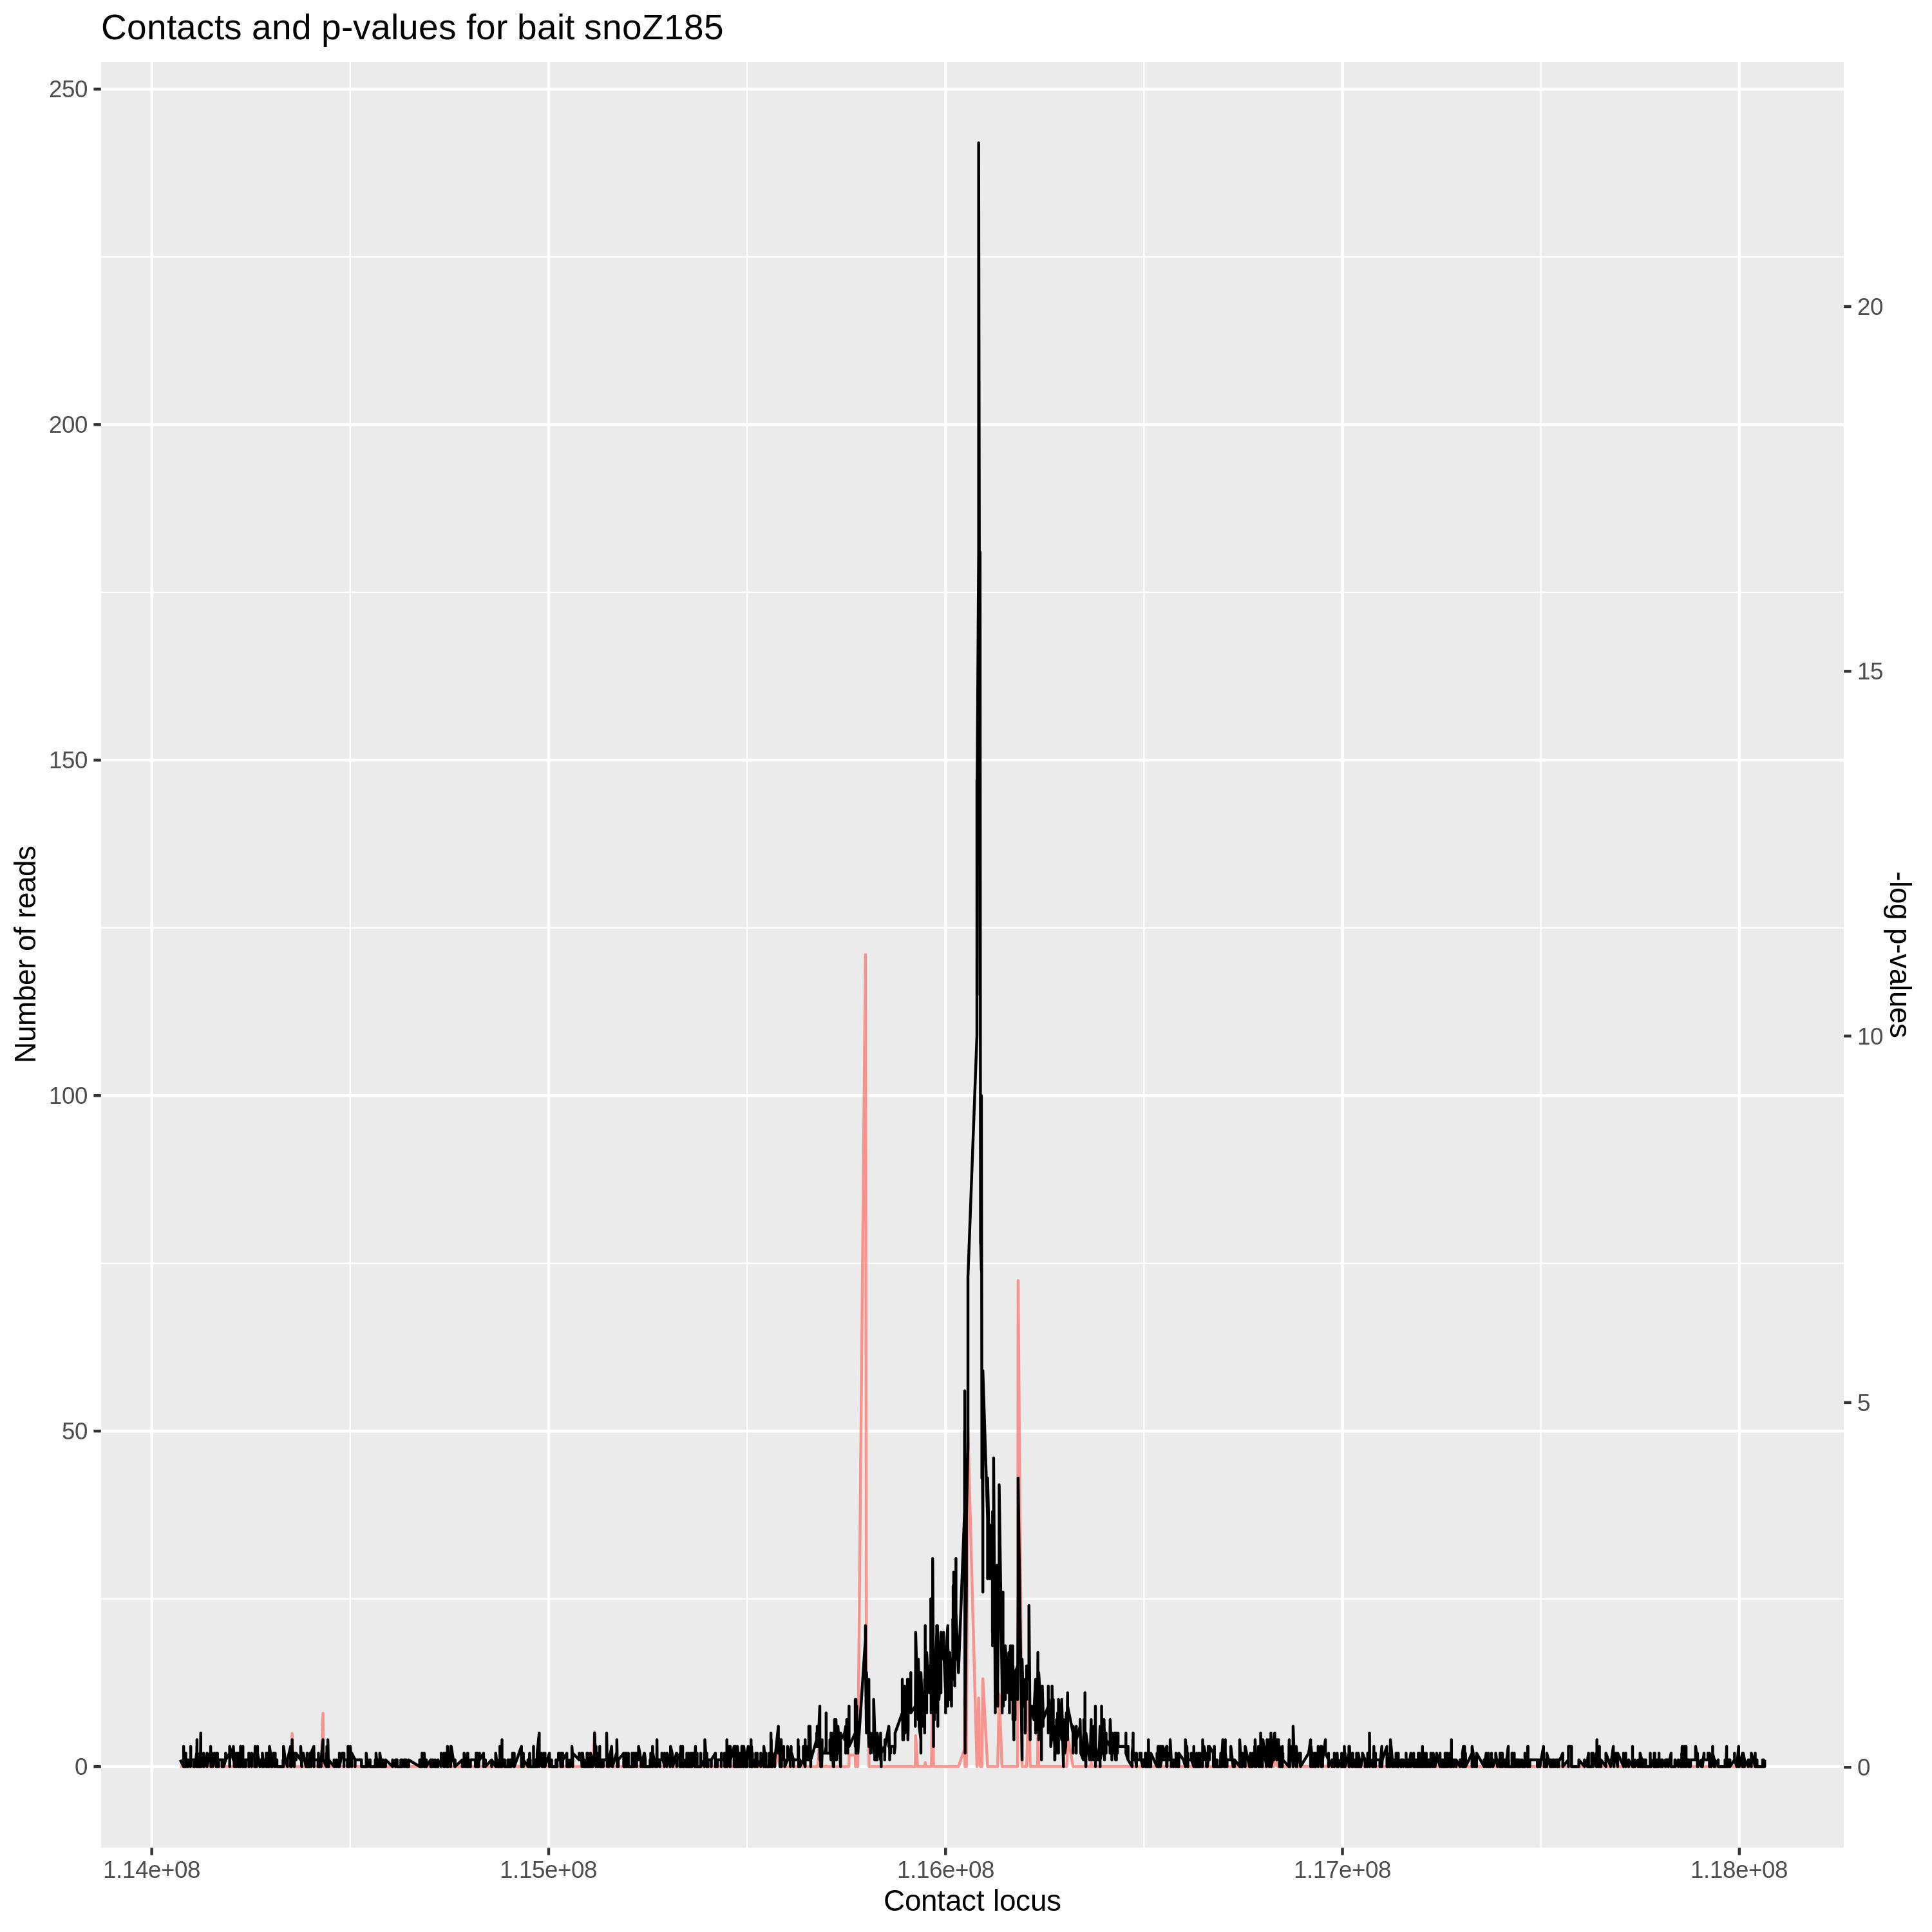 Contacts and p-values for bait snoZ185
250
200
150
100
50
0
Number of reads
20
15
10
5
0
-log p-values
1.14e+08
1.15e+08
1.16e+08
1.17e+08
1.18e+08
Contact locus